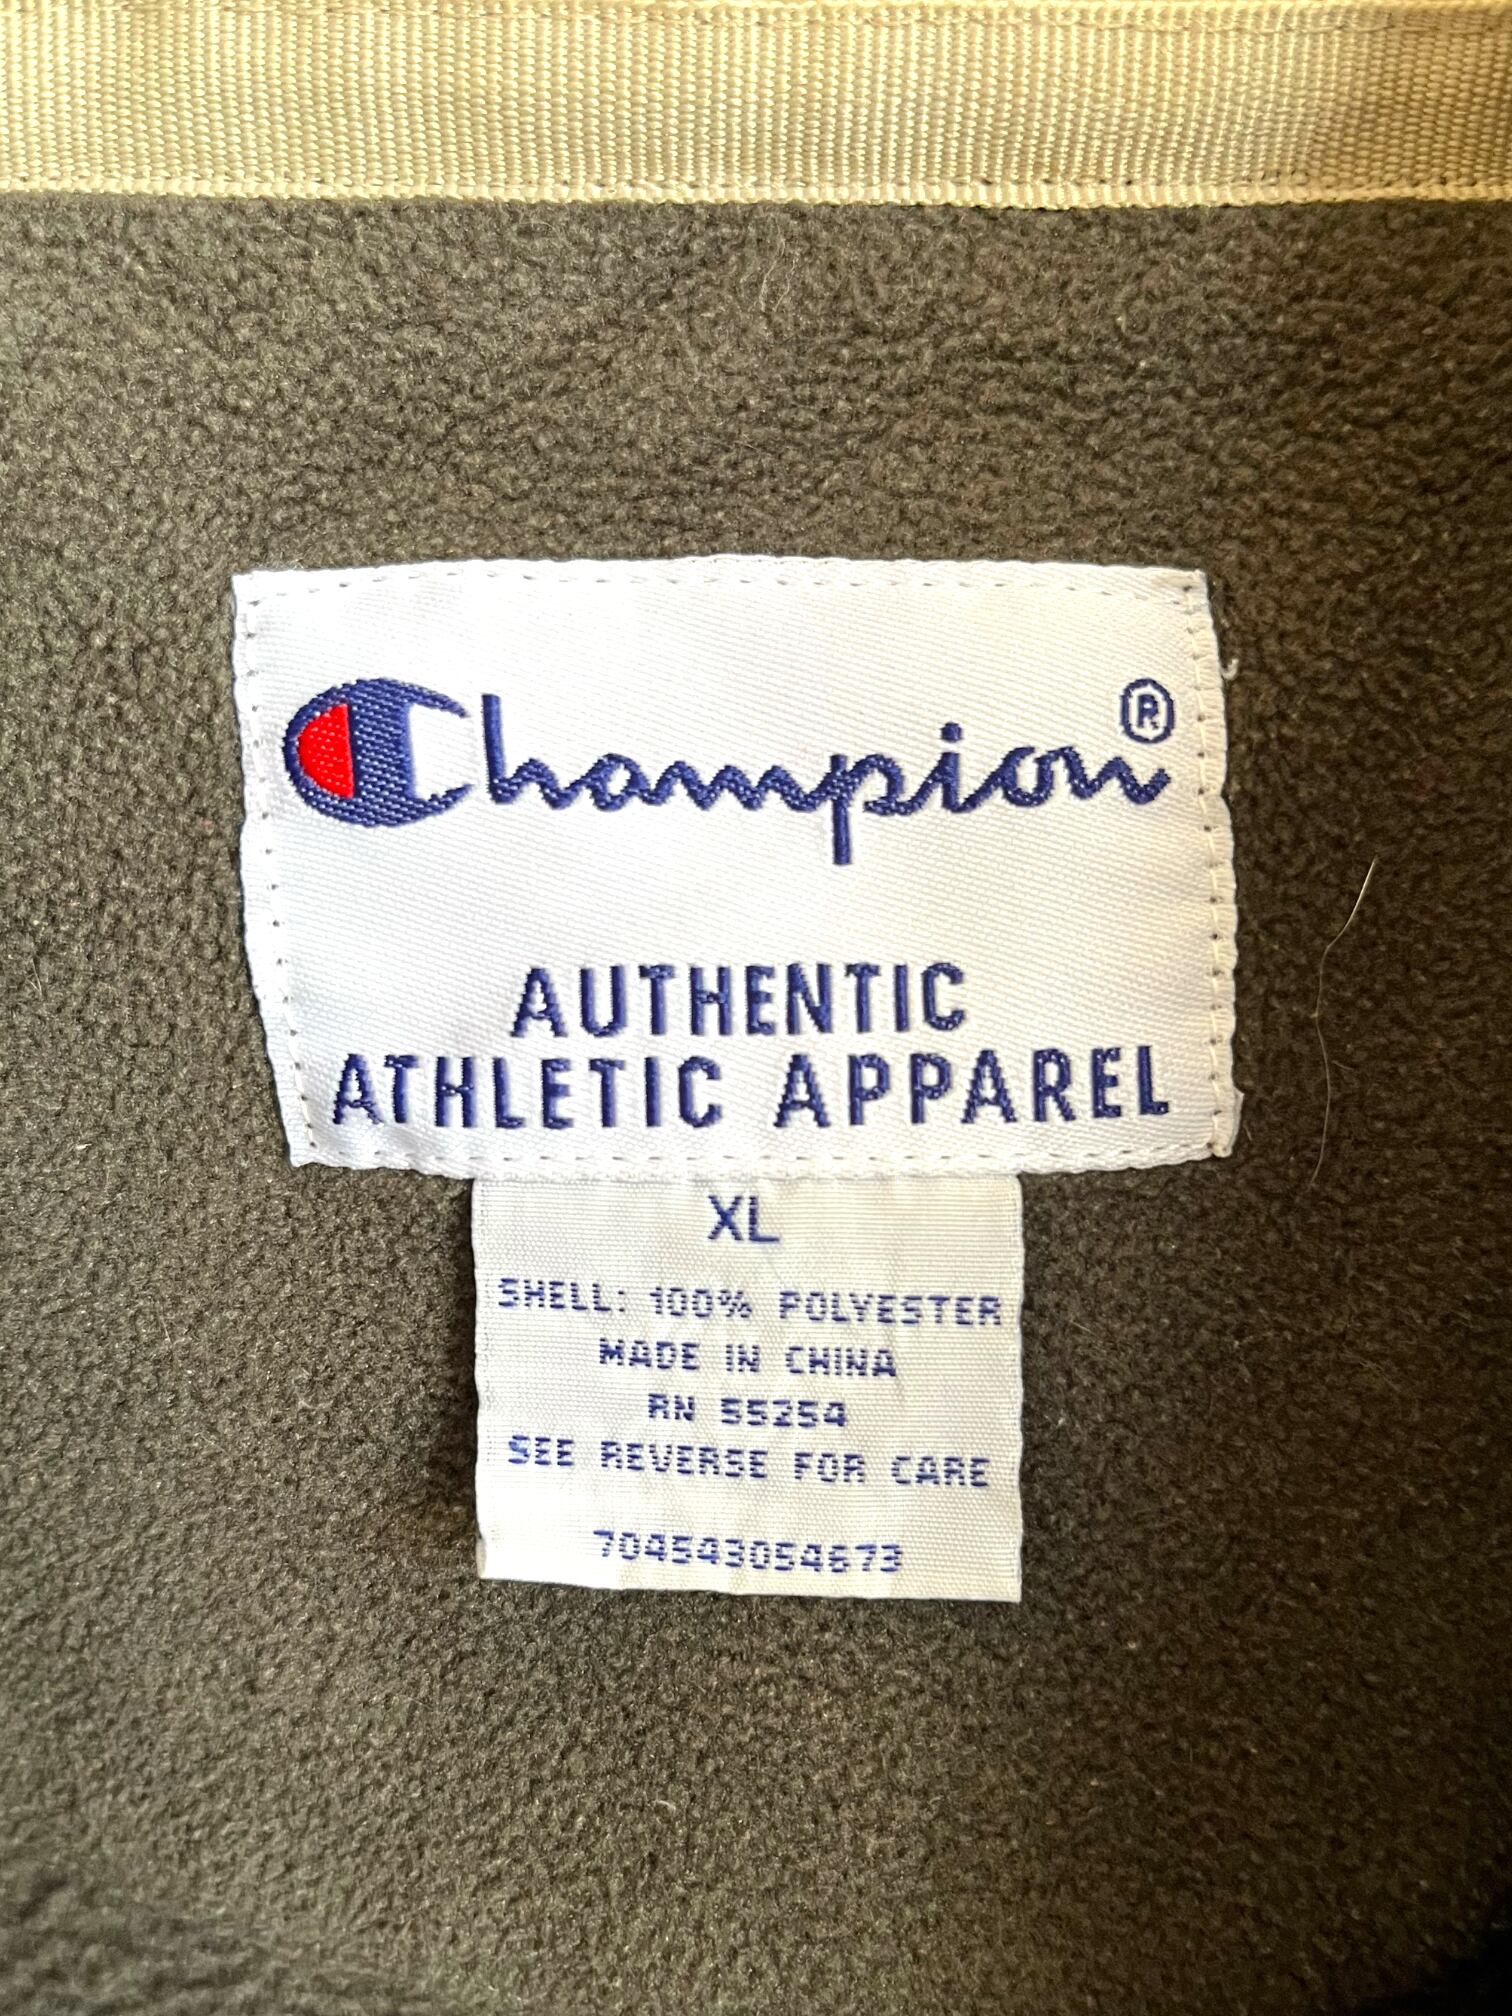 Champion®
AUTHENTIC
ATHLETIC APPAREL
XL
SHELL: 100% POLYESTER
MADE IN CHINA
RN 55254
SEE REVERSE FOR CARE
704543054673